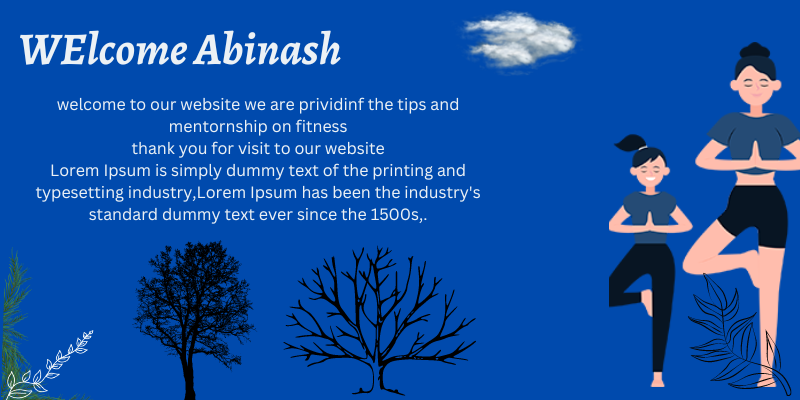 WElcome Abinash
welcome to our website we are prividinf the tips and
mentornship on fitness
thank you for visit to our website
Lorem Ipsum is simply dummy text of the printing and
typesetting industry,Lorem Ipsum has been the industry's
standard dummy text ever since the 1500s,.